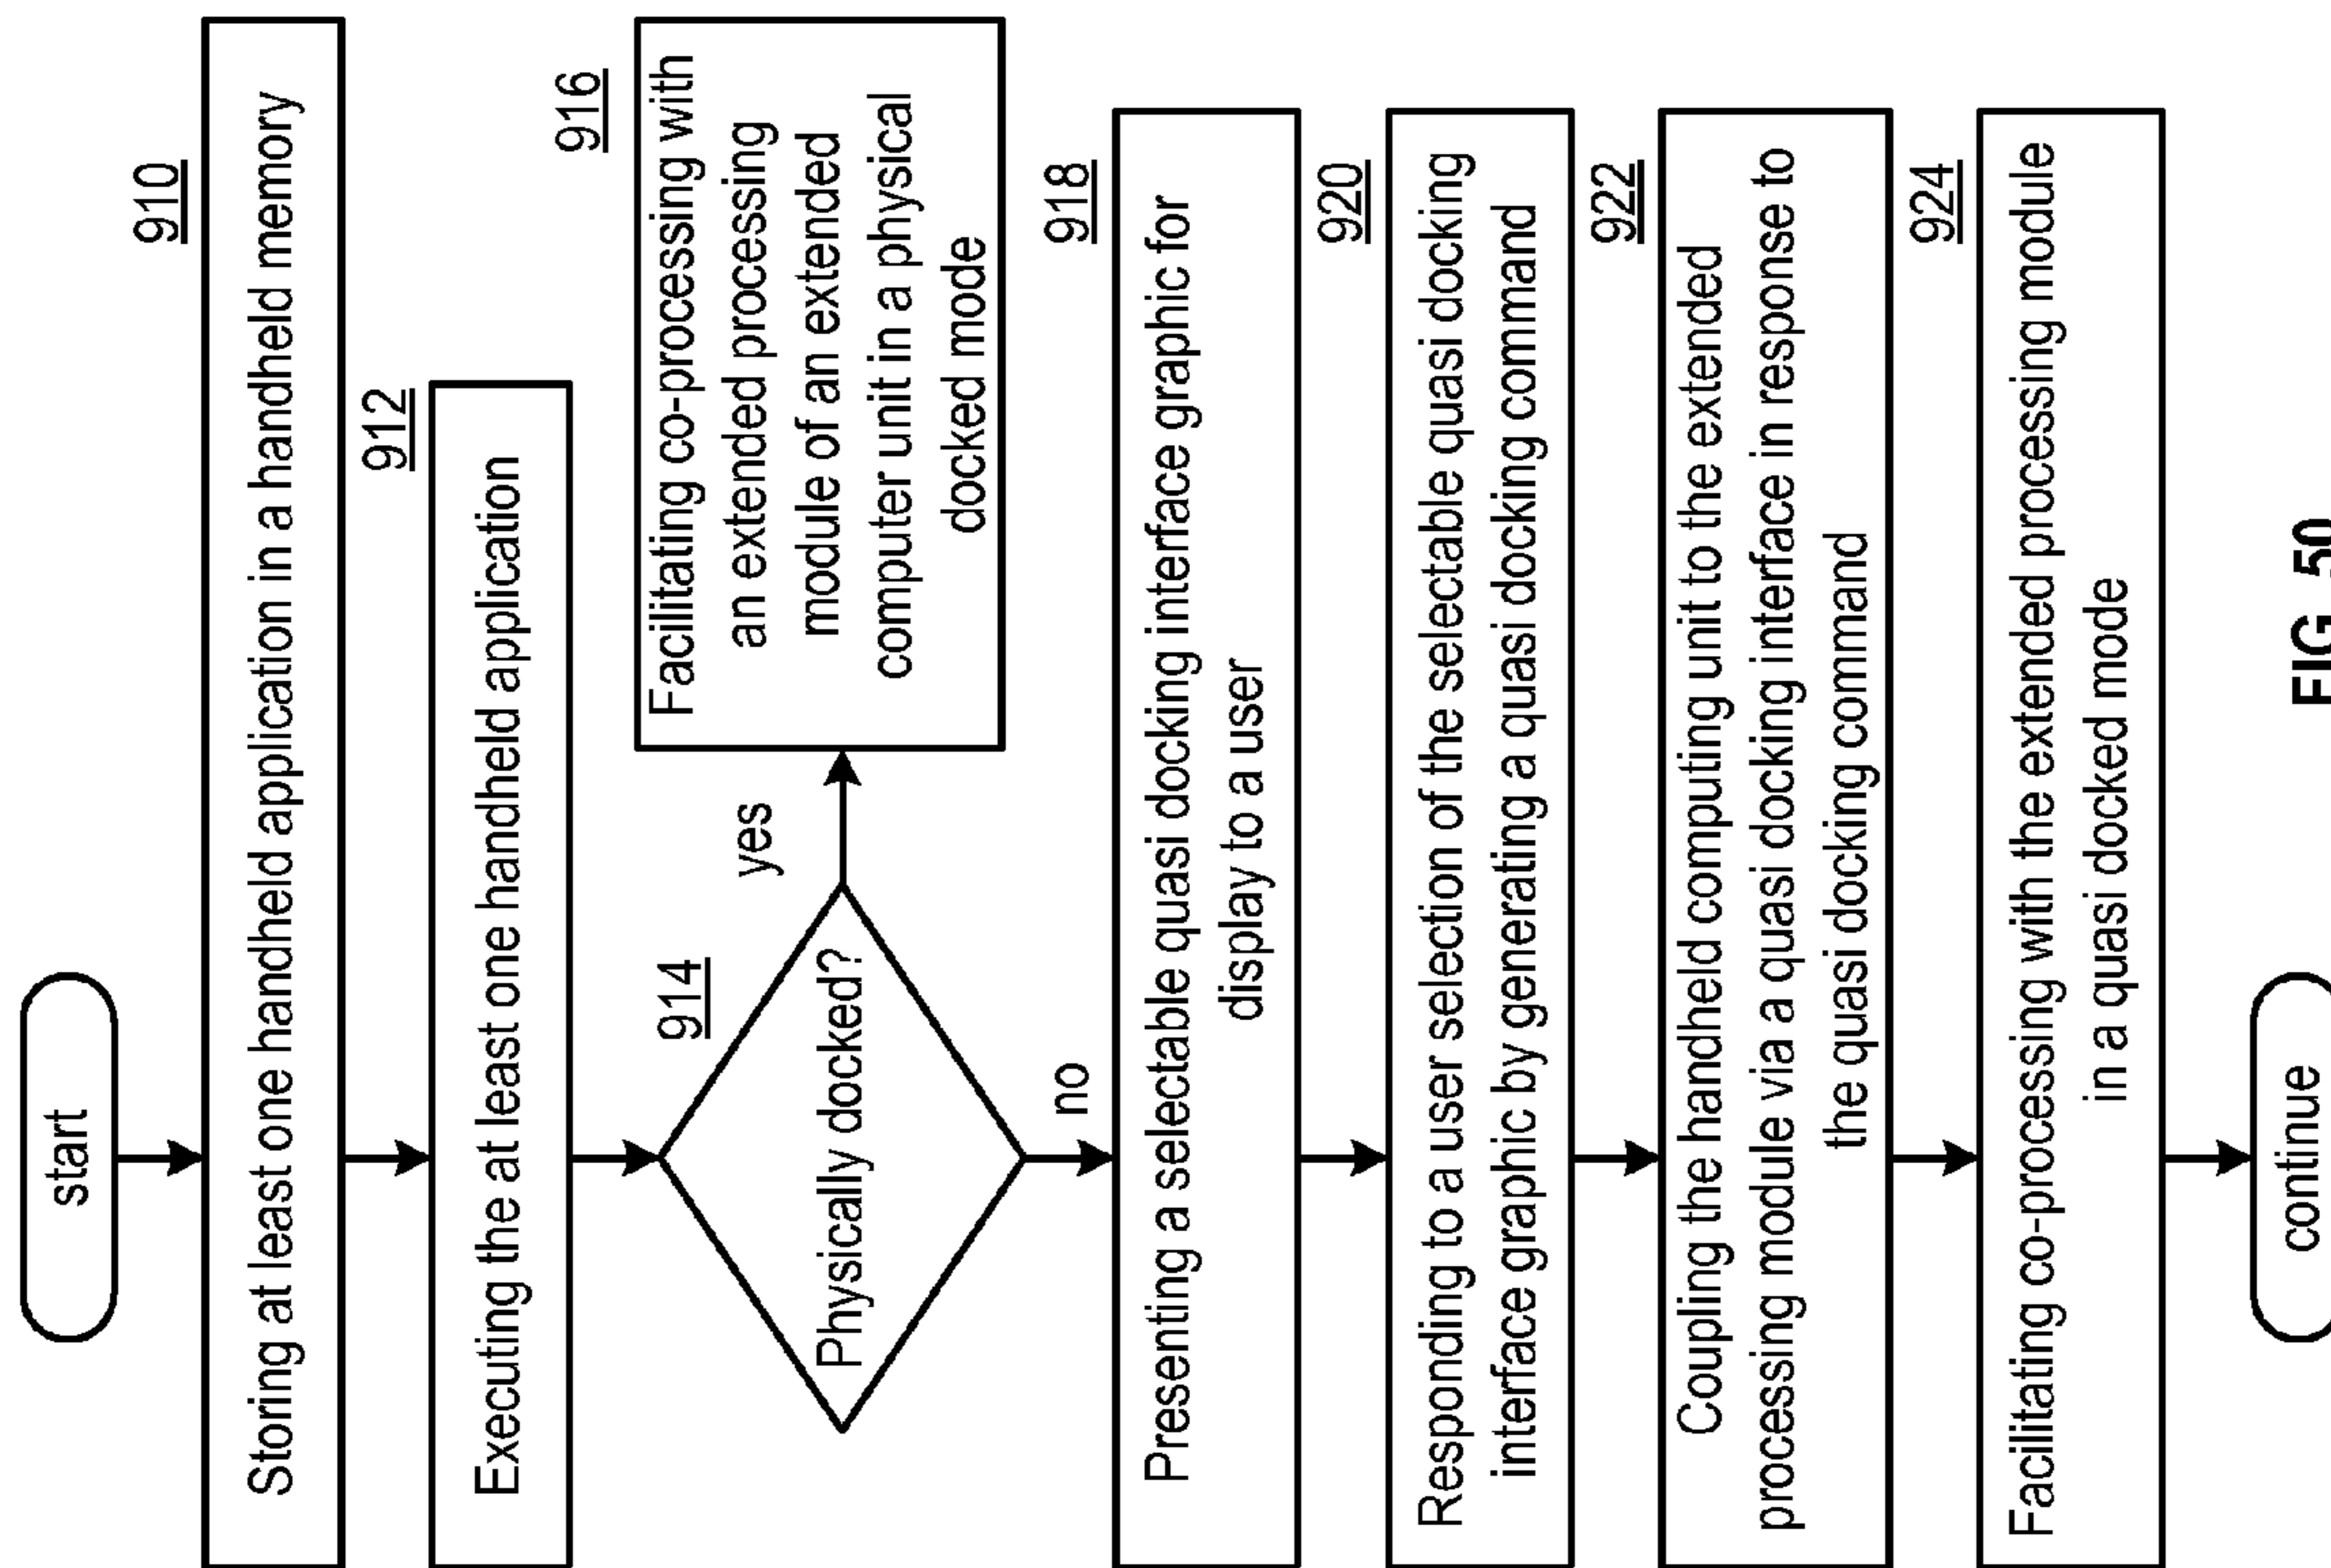 start
910
Storing at least one handheld application in a handheld memory
912
Executing the at least one handheld application
914
Physically docked?
yes
916
Facilitating co-processing with
an extended processing
module of an extended
computer unit in a physical
docked mode
no
918
Presenting a selectable quasi docking interface graphic for
display to a user
920
Responding to a user selection of the selectable quasi docking
interface graphic by generating a quasi docking command
922
Coupling the handheld computing unit to the extended
processing module via a quasi docking interface in response to
the quasi docking command
924
Facilitating co-processing with the extended processing module
in a quasi docked mode
continue
FIG. 50